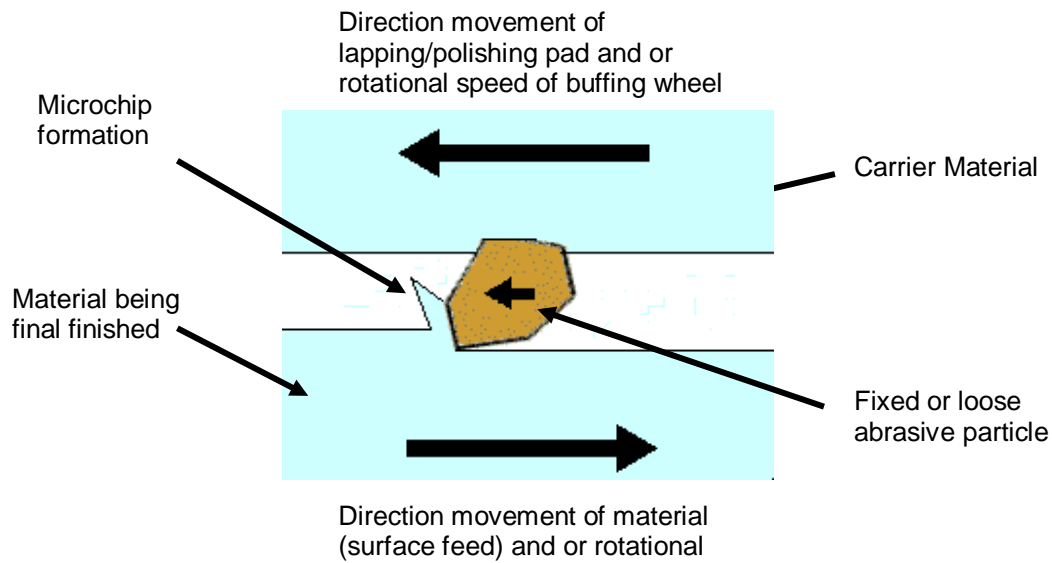 Direction movement of
lapping/polishing pad and or
rotational speed of buffing wheel
Microchip
formation
Carrier Material
Material being
final finished
Fixed or loose
abrasive particle
Direction movement of material
(surface feed) and or rotational